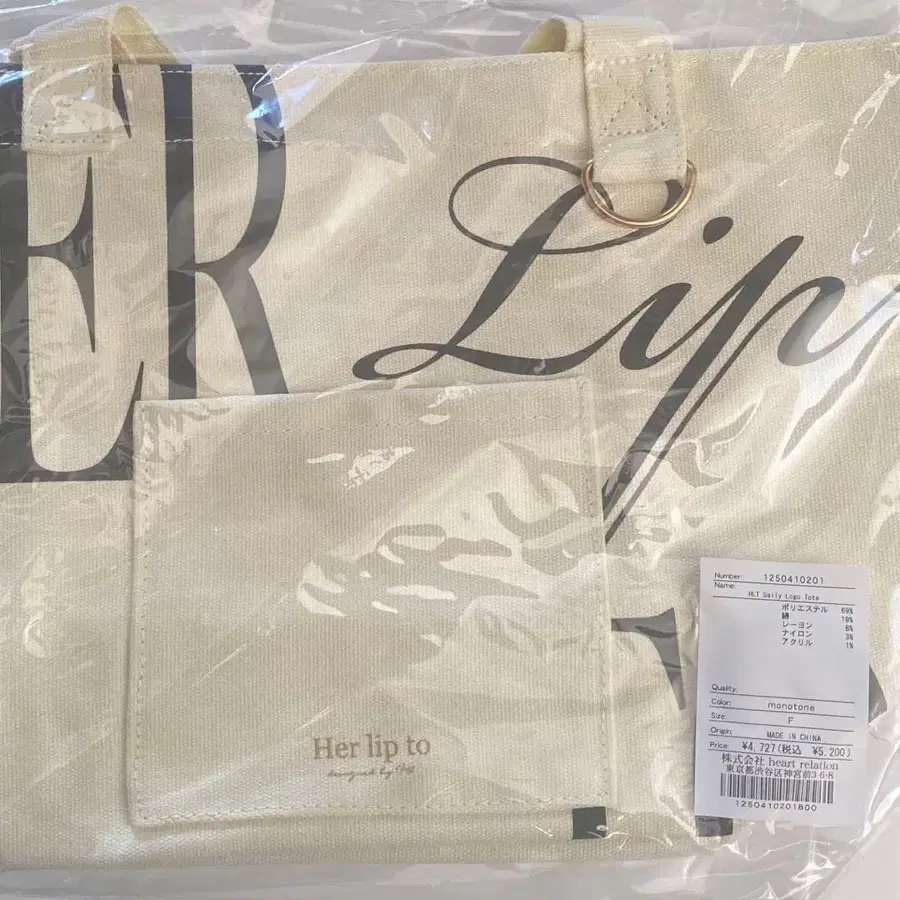 ER Lip
Her lip to
designed by
Number: 1250410201
Name:
HLT Daily Logo Tote
ポリエステル 69%
綿 19%
レーヨン 8%
ナイロン 3%
アクリル 1%
Quality:
Color: monotone
Size: F
Origin: MADE IN CHINA
Price: ¥4,727(税込 ¥5,200)
株式会社 heart relation
東京都渋谷区神宮前3-6-8
1250410201800